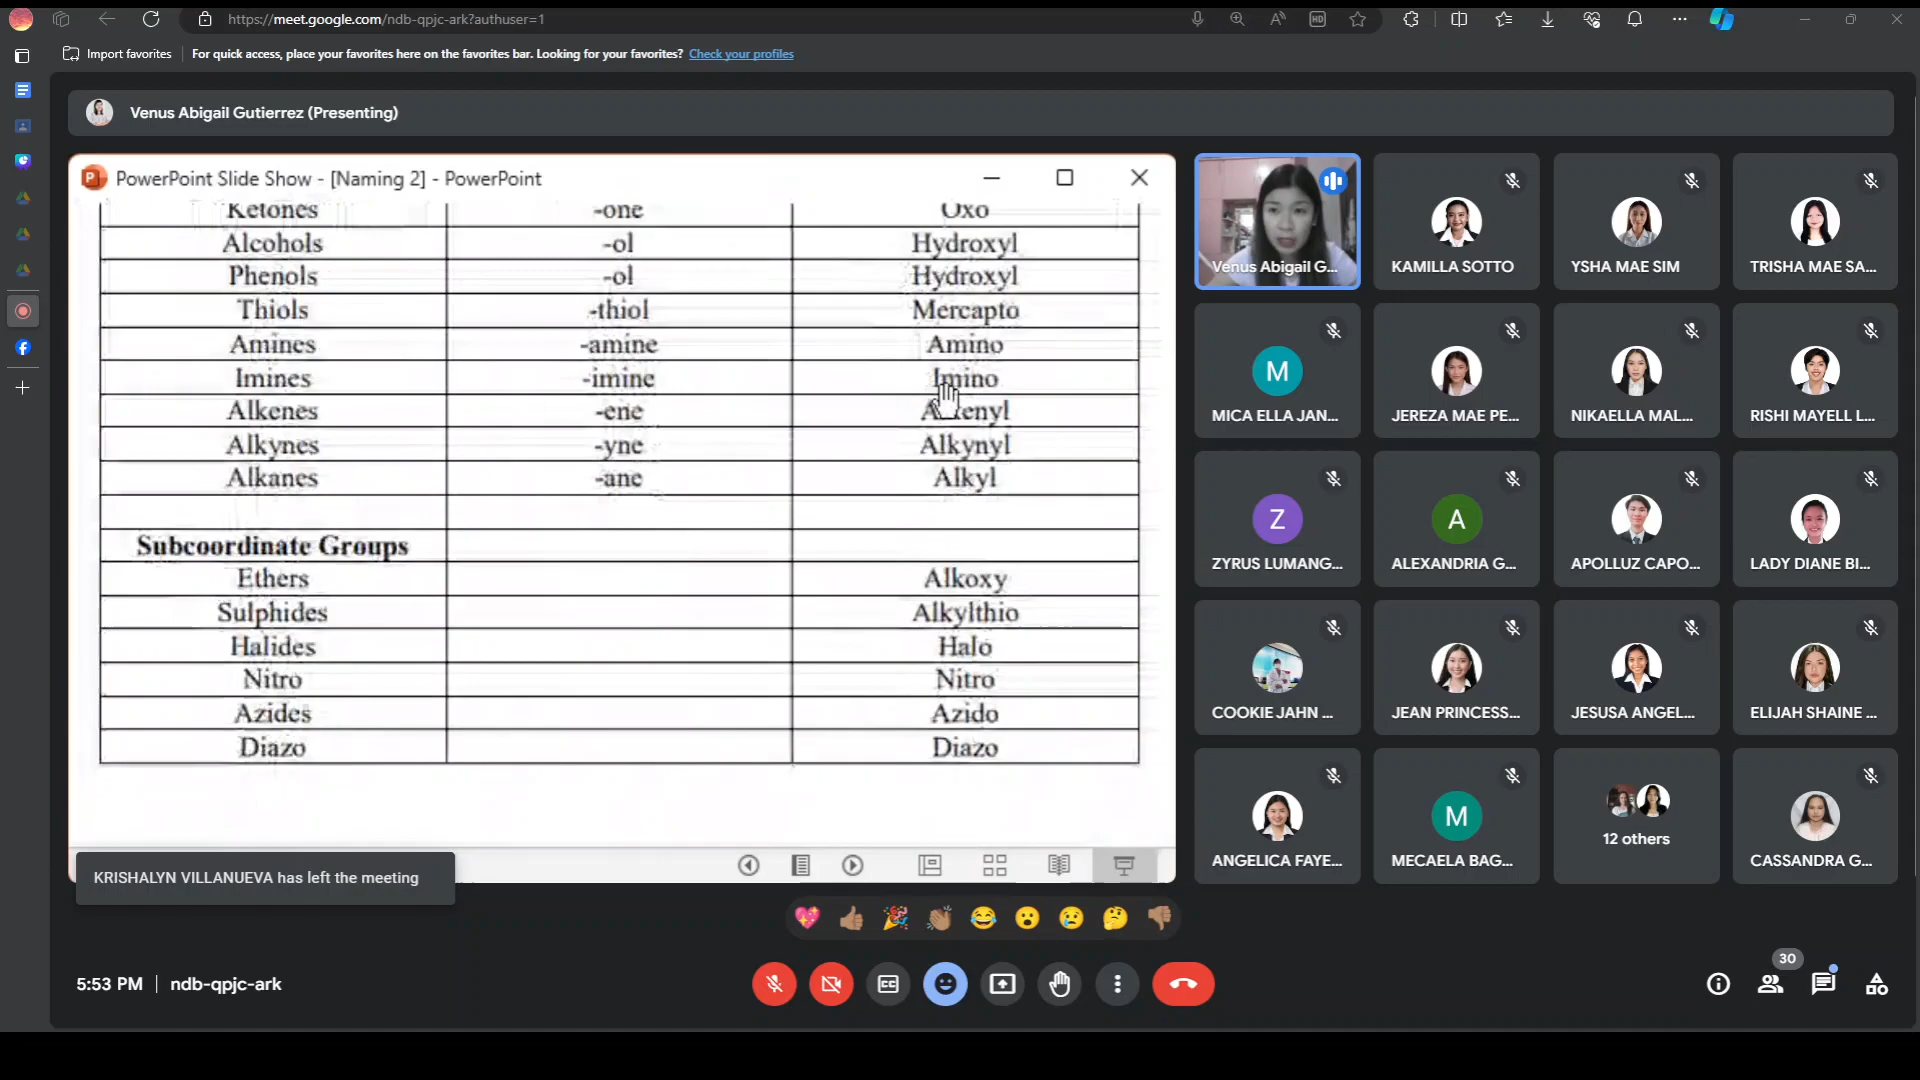 https://meet.google.com/ndb-qpjc-ark?authuser=1
Import favorites
For quick access, place your favorites here on the favorites bar. Looking for your favorites? Check your profiles
Venus Abigail Gutierrez (Presenting)
PowerPoint Slide Show - [Naming 2] - PowerPoint
Ketones -one Oxo
Alcohols -ol Hydroxyl
Phenols -ol Hydroxyl
Thiols -thiol Mercapto
Amines -amine Amino
Imines -imine Imino
Alkenes -ene Alkenyl
Alkynes -yne Alkynyl
Alkanes -ane Alkyl
Subcoordinate Groups
Ethers Alkoxy
Sulphides Alkylthio
Halides Halo
Nitro Nitro
Azides Azido
Diazo Diazo
Venus Abigail G...
KAMILLA SOTTO
YSHA MAE SIM
TRISHA MAE SA...
M
MICA ELLA JAN...
JEREZA MAE PE...
NIKAELLA MAL...
RISHI MAYELL L...
Z
ZYRUS LUMANG...
A
ALEXANDRIA G...
APOLLUZ CAPO...
LADY DIANE BI...
COOKIE JAHN ...
JEAN PRINCESS...
JESUSA ANGEL...
ELIJAH SHAINE ...
ANGELICA FAYE...
M
MECAELA BAG...
12 others
CASSANDRA G...
KRISHALYN VILLANUEVA has left the meeting
5:53 PM | ndb-qpjc-ark
CC
30